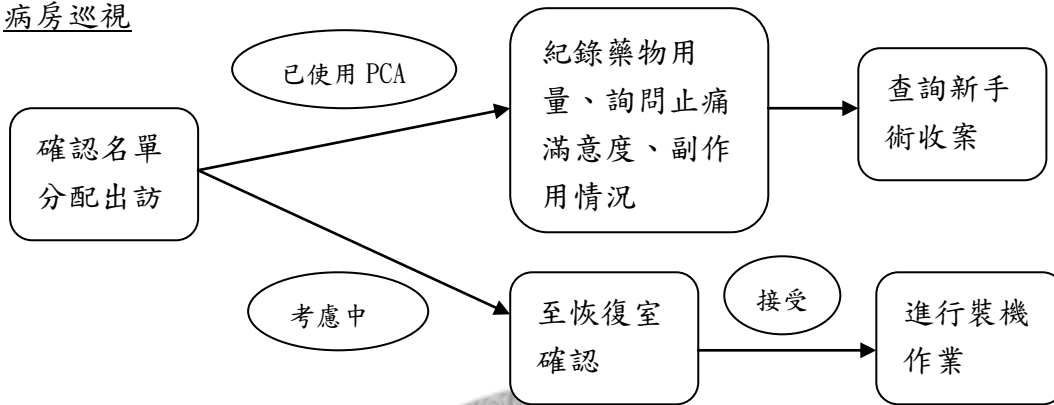 病房巡視
已使用 PCA
紀錄藥物用
量、詢問止痛
滿意度、副作
用情況
查詢新手
術收案
確認名單
分配出訪
考慮中
至恢復室
確認
接受
進行裝機
作業